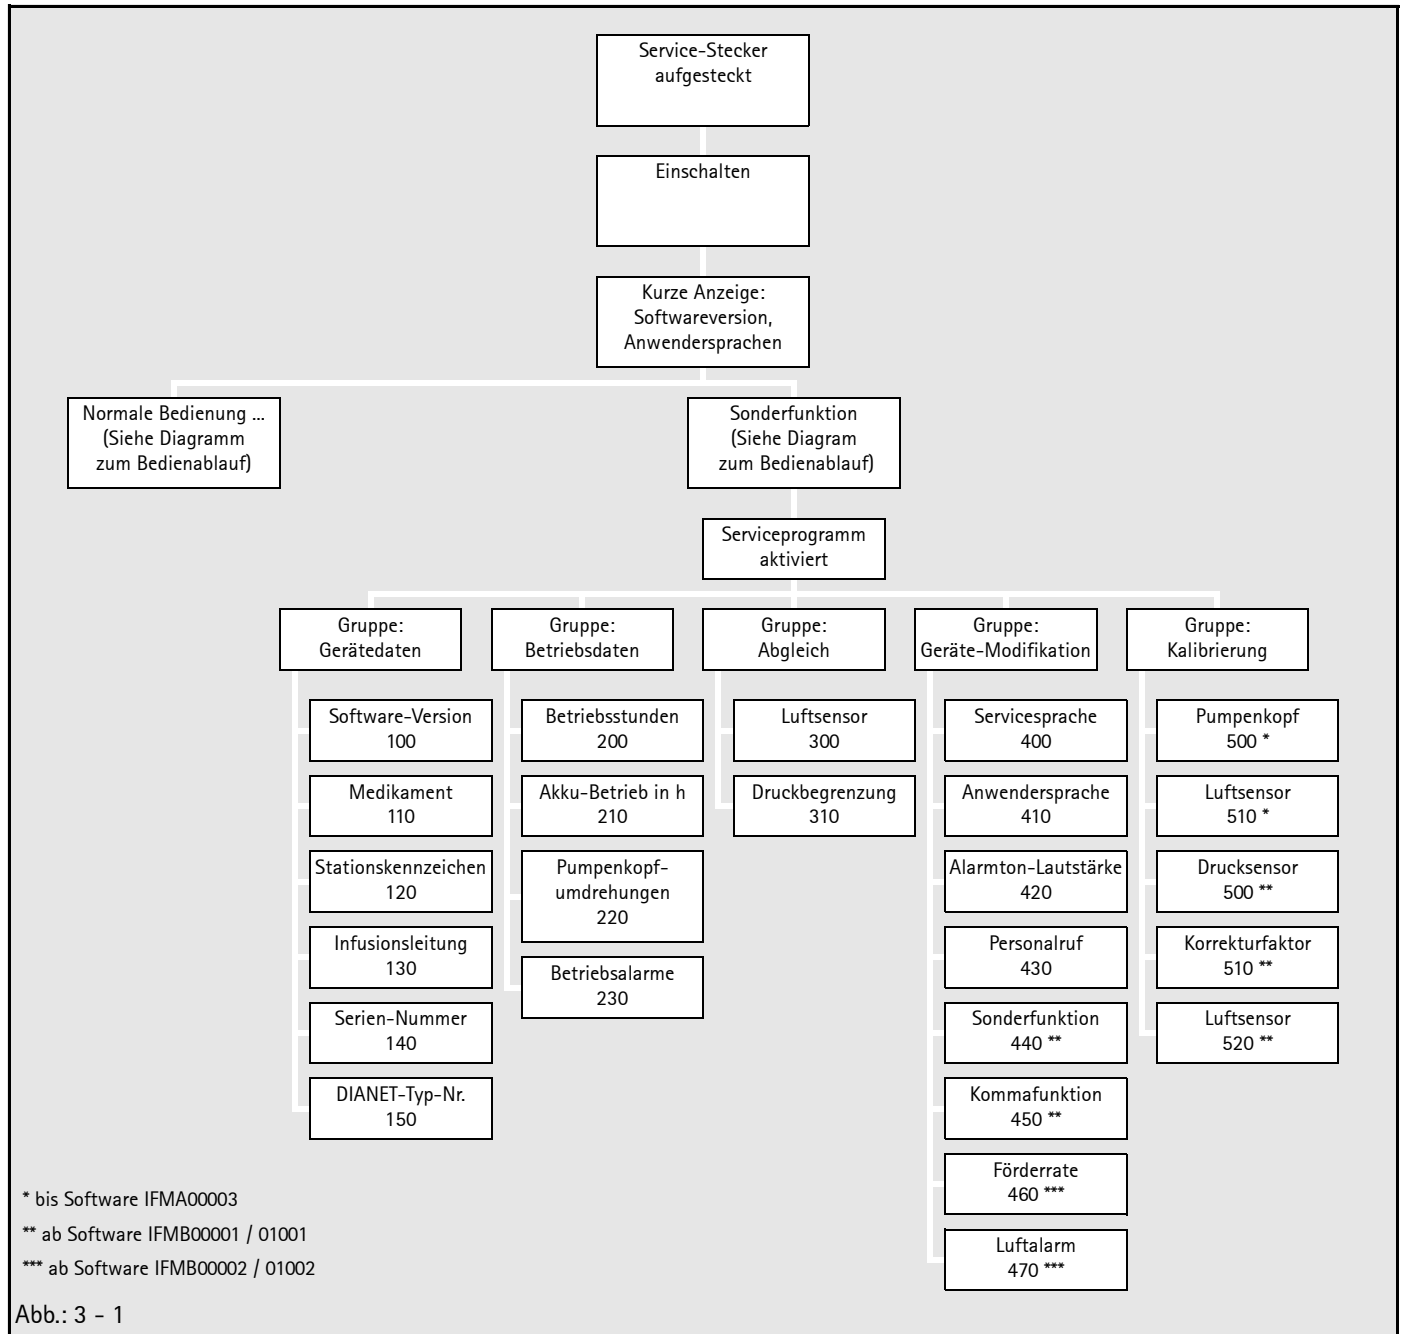 Service-Stecker
aufgesteckt
Einschalten
Kurze Anzeige:
Softwareversion,
Anwendersprachen
Normale Bedienung ...
(Siehe Diagramm
zum Bedienablauf)
Sonderfunktion
(Siehe Diagram
zum Bedienablauf)
Serviceprogramm
aktiviert
Gruppe:
Gerätedaten
Software-Version
100
Medikament
110
Stationskennzeichen
120
Infusionsleitung
130
Serien-Nummer
140
DIANET-Typ-Nr.
150
Gruppe:
Betriebsdaten
Betriebsstunden
200
Akku-Betrieb in h
210
Pumpenkopf-
umdrehungen
220
Betriebsalarme
230
Gruppe:
Abgleich
Luftsensor
300
Druckbegrenzung
310
Gruppe:
Geräte-Modifikation
Servicesprache
400
Anwendersprache
410
Alarmton-Lautstärke
420
Personalruf
430
Sonderfunktion
440 **
Kommafunktion
450 **
Förderrate
460 ***
Luftalarm
470 ***
Gruppe:
Kalibrierung
Pumpenkopf
500 *
Luftsensor
510 *
Drucksensor
500 **
Korrekturfaktor
510 **
Luftsensor
520 **
* bis Software IFMA00003
** ab Software IFMB00001 / 01001
*** ab Software IFMB00002 / 01002
Abb.: 3 - 1